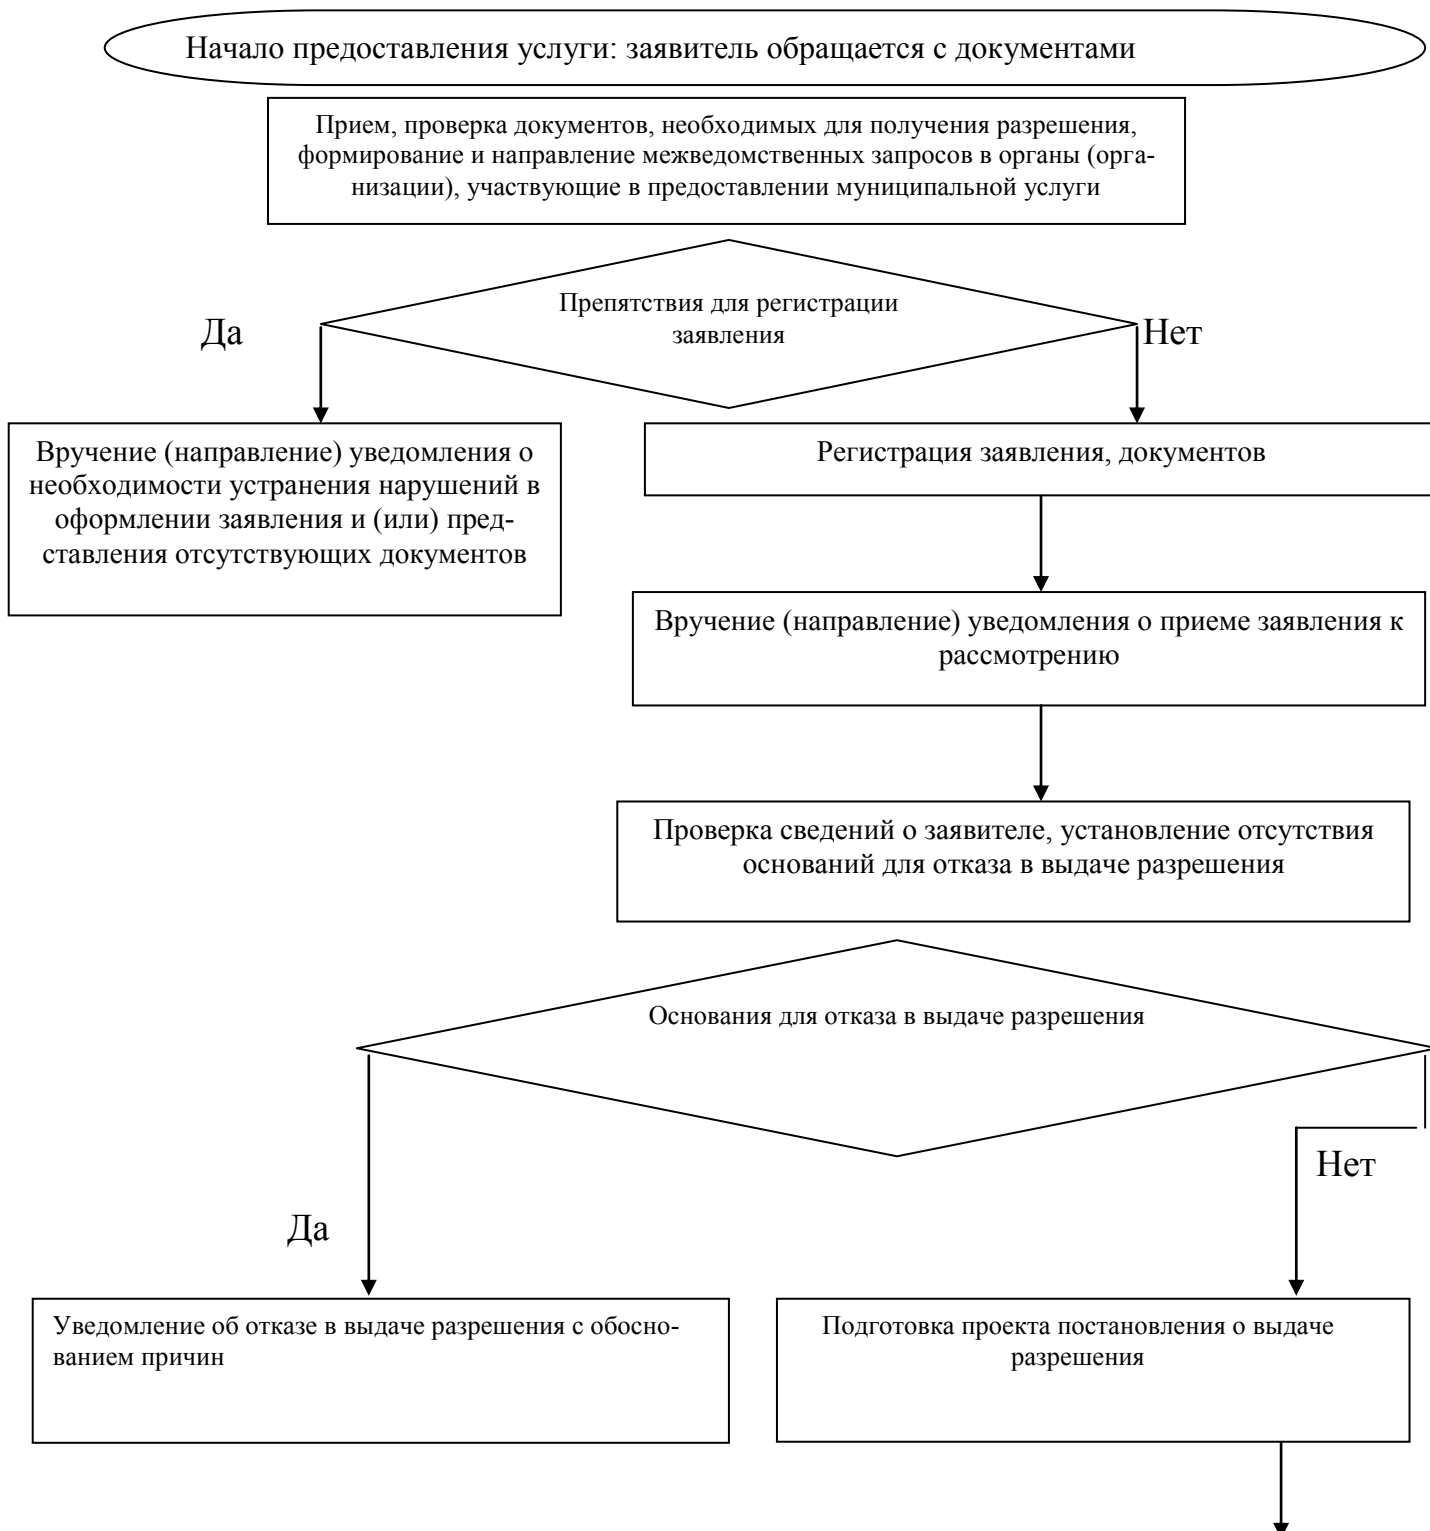 Начало предоставления услуги: заявитель обращается с документами
Прием, проверка документов, необходимых для получения разрешения,
формирование и направление межведомственных запросов в органы (орга-
низации), участвующие в предоставлении муниципальной услуги
Препятствия для регистрации
заявления
Да
Нет
Вручение (направление) уведомления о
необходимости устранения нарушений в
оформлении заявления и (или) пред-
ставления отсутствующих документов
Регистрация заявления, документов
Вручение (направление) уведомления о приеме заявления к
рассмотрению
Проверка сведений о заявителе, установление отсутствия
оснований для отказа в выдаче разрешения
Основания для отказа в выдаче разрешения
Нет
Да
Уведомление об отказе в выдаче разрешения с обосно-
ванием причин
Подготовка проекта постановления о выдаче
разрешения